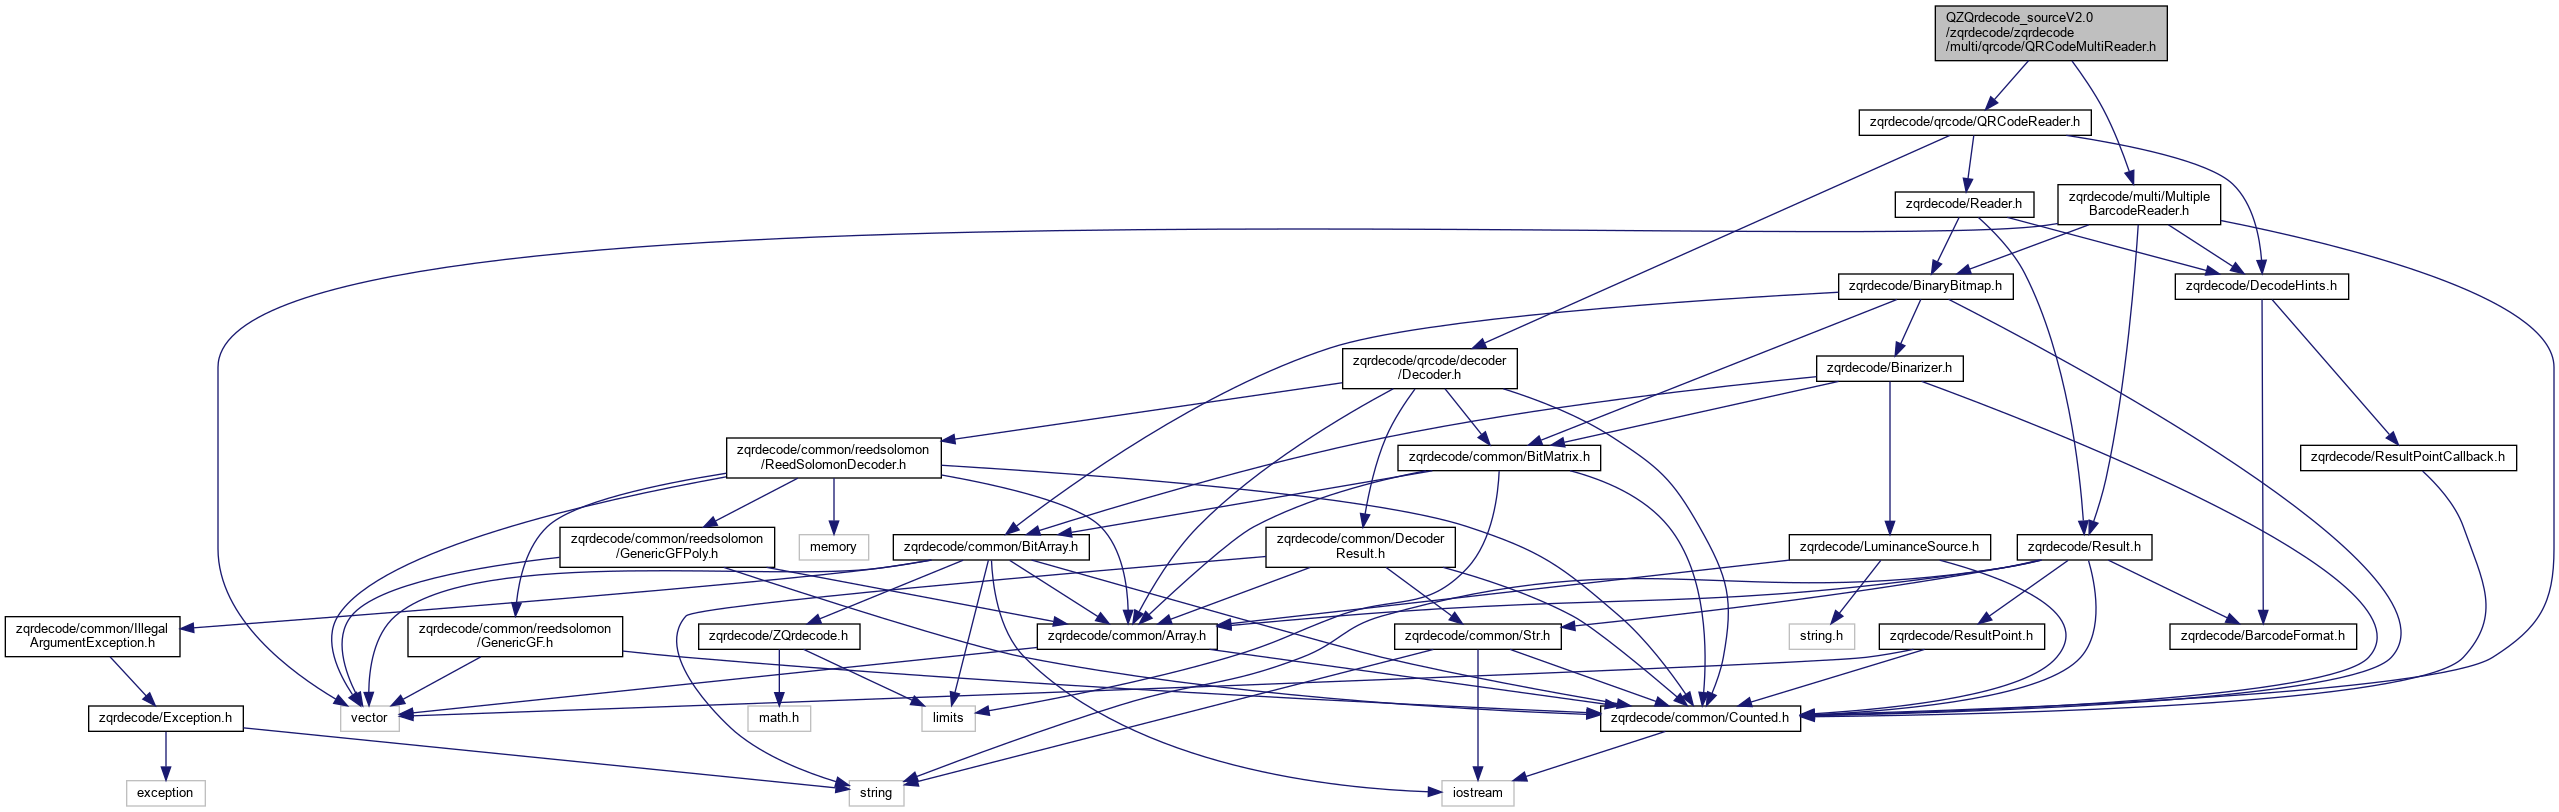 QZQrdecode_sourceV2.0
/zqrdecode/zqrdecode
/multi/qrcode/QRCodeMultiReader.h
zqrdecode/qrcode/QRCodeReader.h
zqrdecode/Reader.h
zqrdecode/multi/Multiple
BarcodeReader.h
zqrdecode/BinaryBitmap.h
zqrdecode/DecodeHints.h
zqrdecode/qrcode/decoder
/Decoder.h
zqrdecode/Binarizer.h
zqrdecode/common/reedsolomon
/ReedSolomonDecoder.h
zqrdecode/common/BitMatrix.h
zqrdecode/ResultPointCallback.h
zqrdecode/common/reedsolomon
/GenericGFPoly.h
memory
zqrdecode/common/BitArray.h
zqrdecode/common/Decoder
Result.h
zqrdecode/LuminanceSource.h
zqrdecode/Result.h
zqrdecode/common/Illegal
ArgumentException.h
zqrdecode/common/reedsolomon
/GenericGF.h
zqrdecode/ZQrdecode.h
zqrdecode/common/Array.h
zqrdecode/common/Str.h
string.h
zqrdecode/ResultPoint.h
zqrdecode/BarcodeFormat.h
zqrdecode/Exception.h
vector
math.h
limits
zqrdecode/common/Counted.h
exception
string
iostream